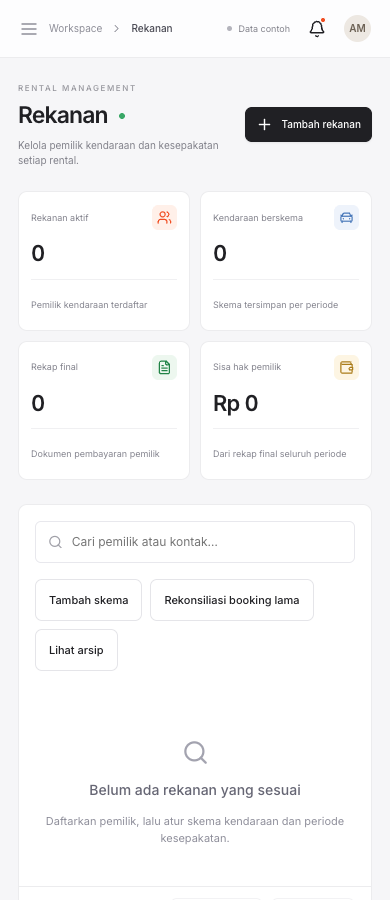 Workspace > Rekanan
Data contoh
AM
RENTAL MANAGEMENT
Rekanan
Kelola pemilik kendaraan dan kesepakatan
setiap rental.
Tambah rekanan
Rekanan aktif
0
Pemilik kendaraan terdaftar
Kendaraan berskema
0
Skema tersimpan per periode
Rekap final
0
Dokumen pembayaran pemilik
Sisa hak pemilik
Rp 0
Dari rekap final seluruh periode
Cari pemilik atau kontak...
Tambah skema
Rekonsiliasi booking lama
Lihat arsip
Belum ada rekanan yang sesuai
Daftarkan pemilik, lalu atur skema kendaraan dan periode
kesepakatan.